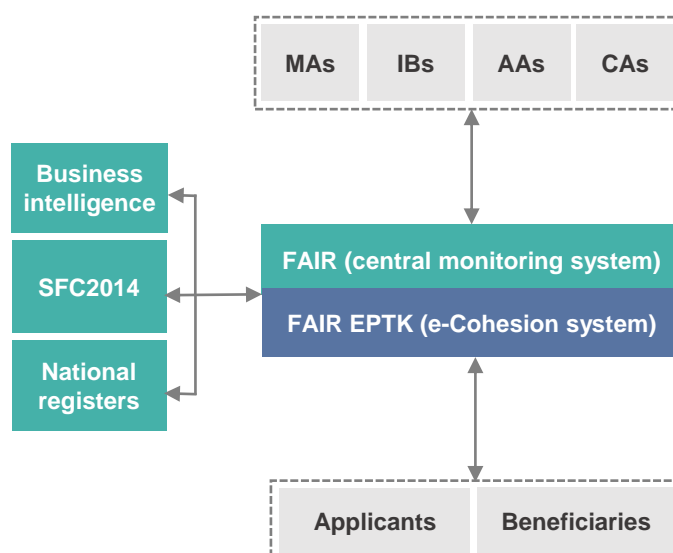 MAs IBs AAs CAs
Business
intelligence
SFC2014
National
registers
FAIR (central monitoring system)
FAIR EPTK (e-Cohesion system)
Applicants Beneficiaries